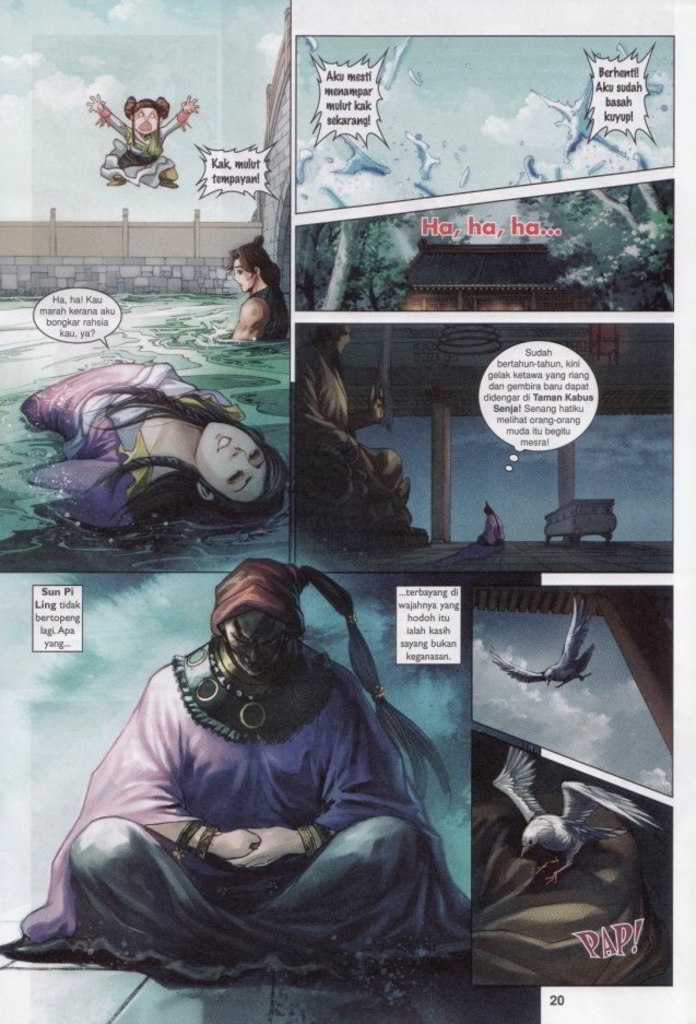 Kak, mulut
tempayan!
Ha, ha! Kau
marah kerana aku
bongkar rahsia
kau, ya?
Aku mesti
menampar
mulut kak
sekarang!
Berhenti!
Aku sudah
basah
kuyup!
Ha, ha, ha...
Sudah
bertahun-tahun, kini
gelak ketawa yang riang
dan gembira baru dapat
didengar di Taman Kabus
Senja! Senang hatiku
melihat orang-orang
muda itu begitu
mesra!
Sun Pi
Ling tidak
bertopeng
lagi.Apa
yang...
...terbayang di
wajahnya yang
hodoh itu
ialah kasih
sayang bukan
keganasan.
PAP!
20